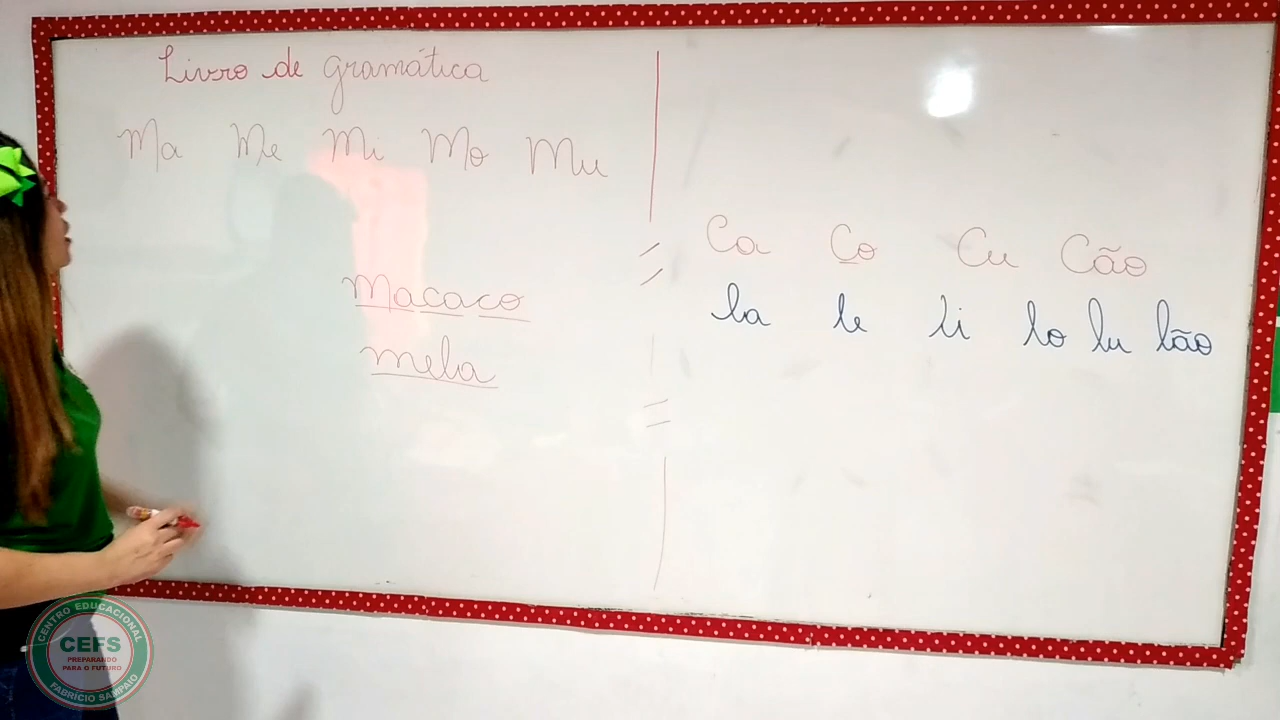 Livro de gramática
Ma Me Mi Mo Mu
Macaco
mela
Ca Co Cu Cão
la le li lo lu lão
CENTRO EDUCACIONAL
CEFS
PREPARANDO
PARA O FUTURO
FABRICIO SAMPAIO